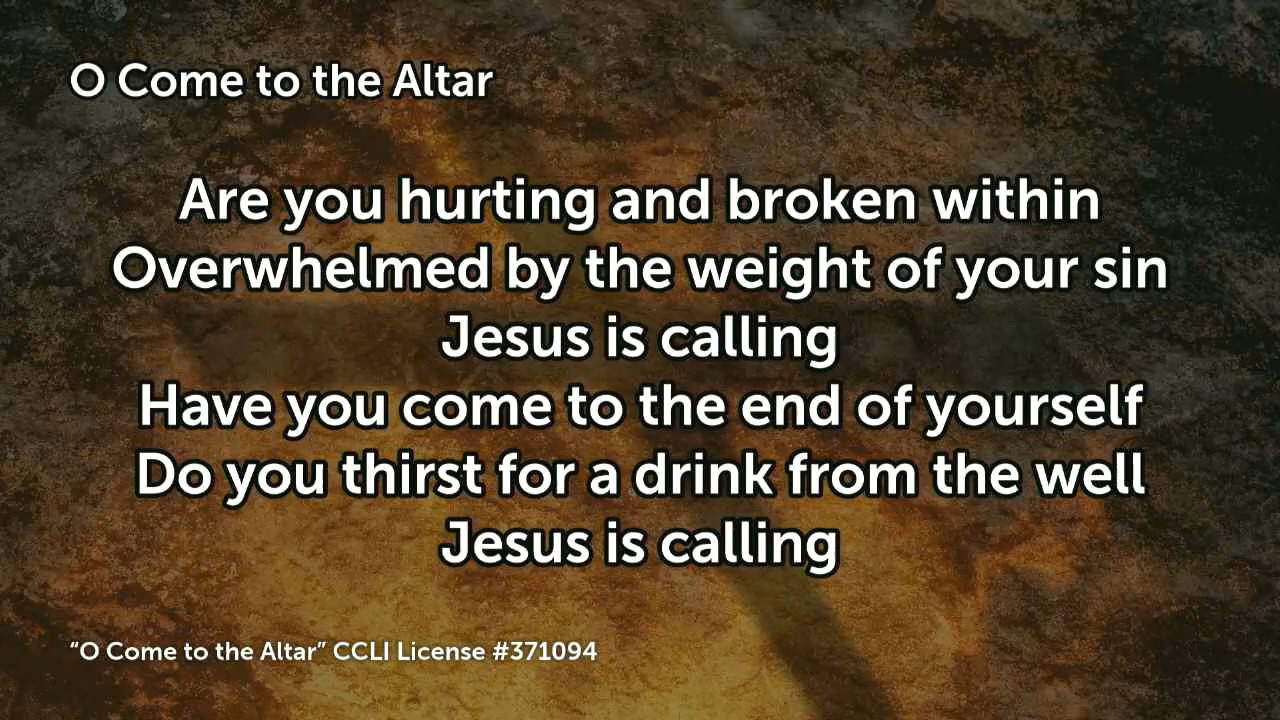 O Come to the Altar
Are you hurting and broken within
Overwhelmed by the weight of your sin
Jesus is calling
Have you come to the end of yourself
Do you thirst for a drink from the well
Jesus is calling
“O Come to the Altar” CCLI License #371094